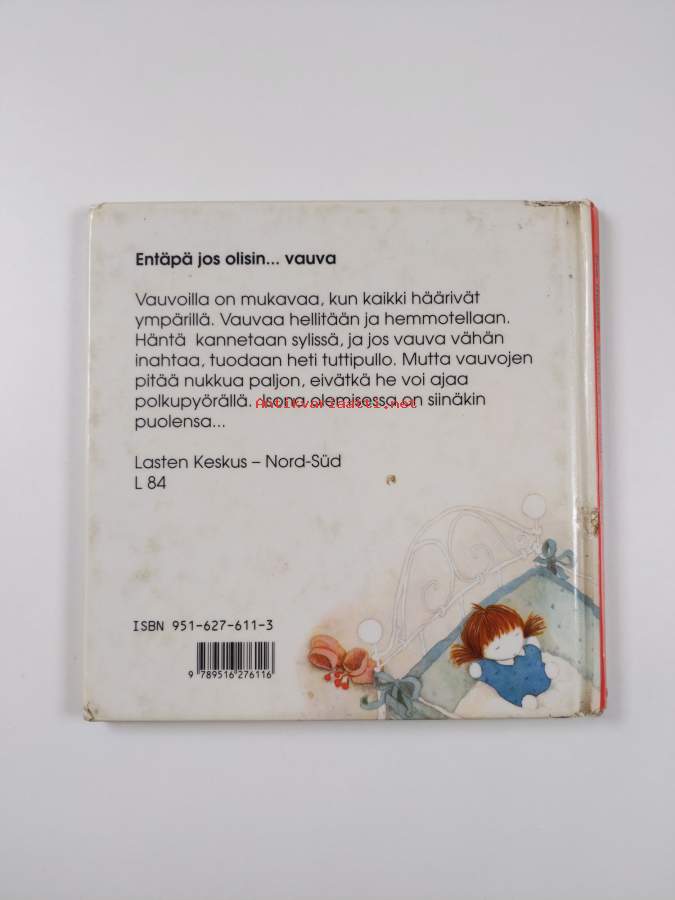 Entäpä jos olisin... vauva
Vauvoilla on mukavaa, kun kaikki häärivät
ympärillä. Vauvaa hellitään ja hemmotellaan.
Häntä kannetaan sylissä, ja jos vauva vähän
inahtaa, tuodaan heti tuttipullo. Mutta vauvojen
pitää nukkua paljon, eivätkä he voi ajaa
polkupyörällä. Isona olemisessa on siinäkin
Antikvariaatti.net
puolensa...
Lasten Keskus – Nord-Süd
L 84
ISBN 951-627-611-3
9 789516 276116